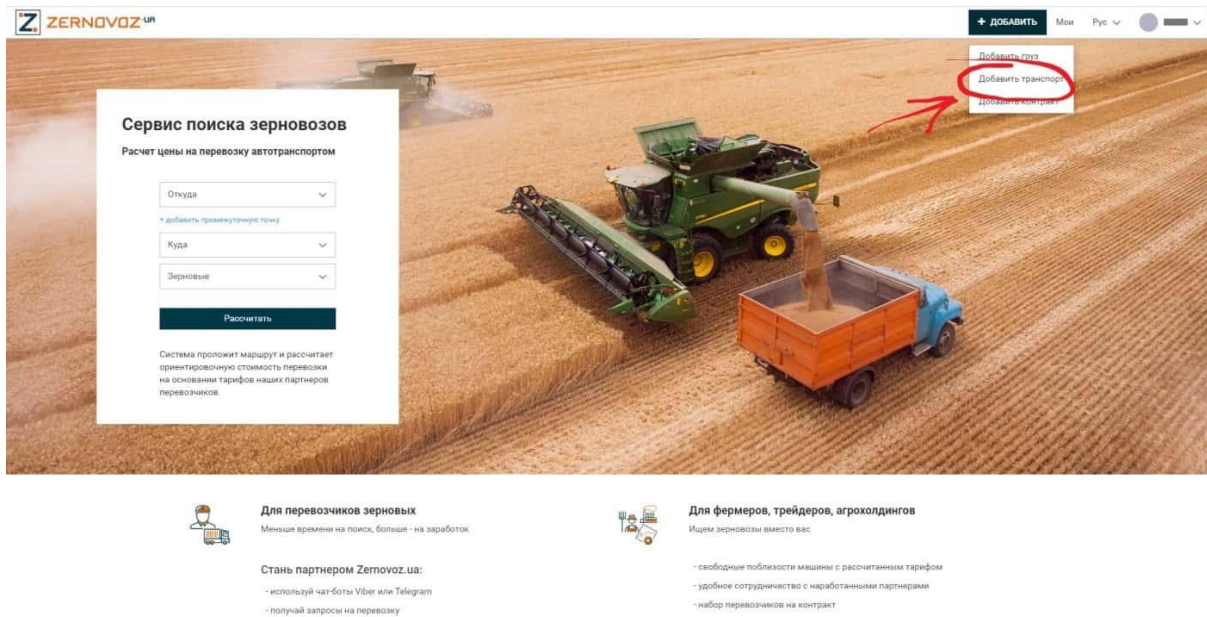 Z. ZERNOVOZ.UA
+ ДОБАВИТЬ
Мои
Рус
Добавить груз
Добавить транспорт
Добавить контракт
Сервис поиска зерновозов
Расчет цены на перевозку автотранспортом
Откуда
+ добавить промежуточную точку
Куда
Зерновые
Рассчитать
Система проложит маршрут и рассчитает
ориентировочную стоимость перевозки
на основании тарифов наших партнеров
перевозчиков.
Для перевозчиков зерновых
Меньше времени на поиск, больше - на заработок
Стань партнером Zernovoz.ua:
- используй чат-боты Viber или Telegram
- получай запросы на перевозку
Для фермеров, трейдеров, агрохолдингов
Ищем зерновозы вместо вас
- свободные поблизости машины с рассчитанным тарифом
- удобное сотрудничество с наработанными партнерами
- набор перевозчиков на контракт